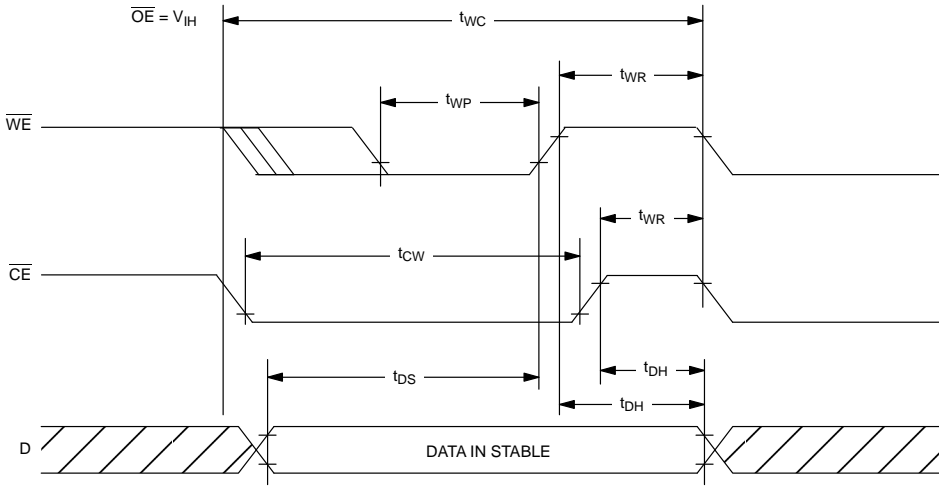 OE = VIH
tWC
tWR
tWP
WE
tWR
tCW
CE
tDH
tDS
tDH
D
DATA IN STABLE